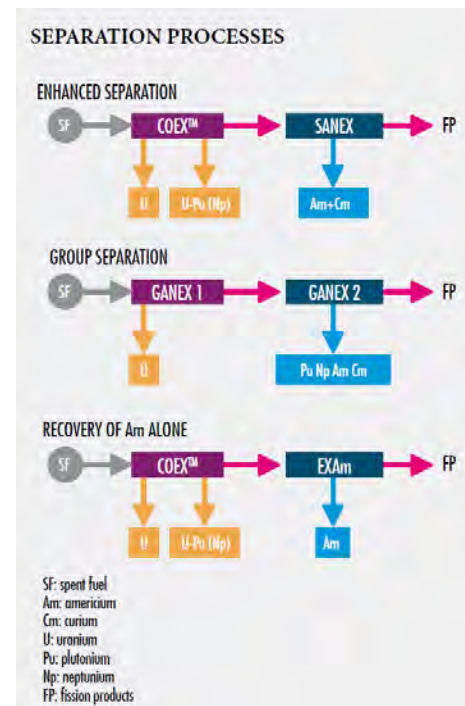 SEPARATION PROCESSES
ENHANCED SEPARATION
SF COEX™ SANEX FP
U U-Pu (Np) Am+Cm
GROUP SEPARATION
SF GANEX 1 GANEX 2 FP
U Pu Np Am Cm
RECOVERY OF Am ALONE
SF COEX™ EXAm FP
U U-Pu (Np) Am
SF: spent fuel
Am: americium
Cm: curium
U: uranium
Pu: plutonium
Np: neptunium
FP: fission products